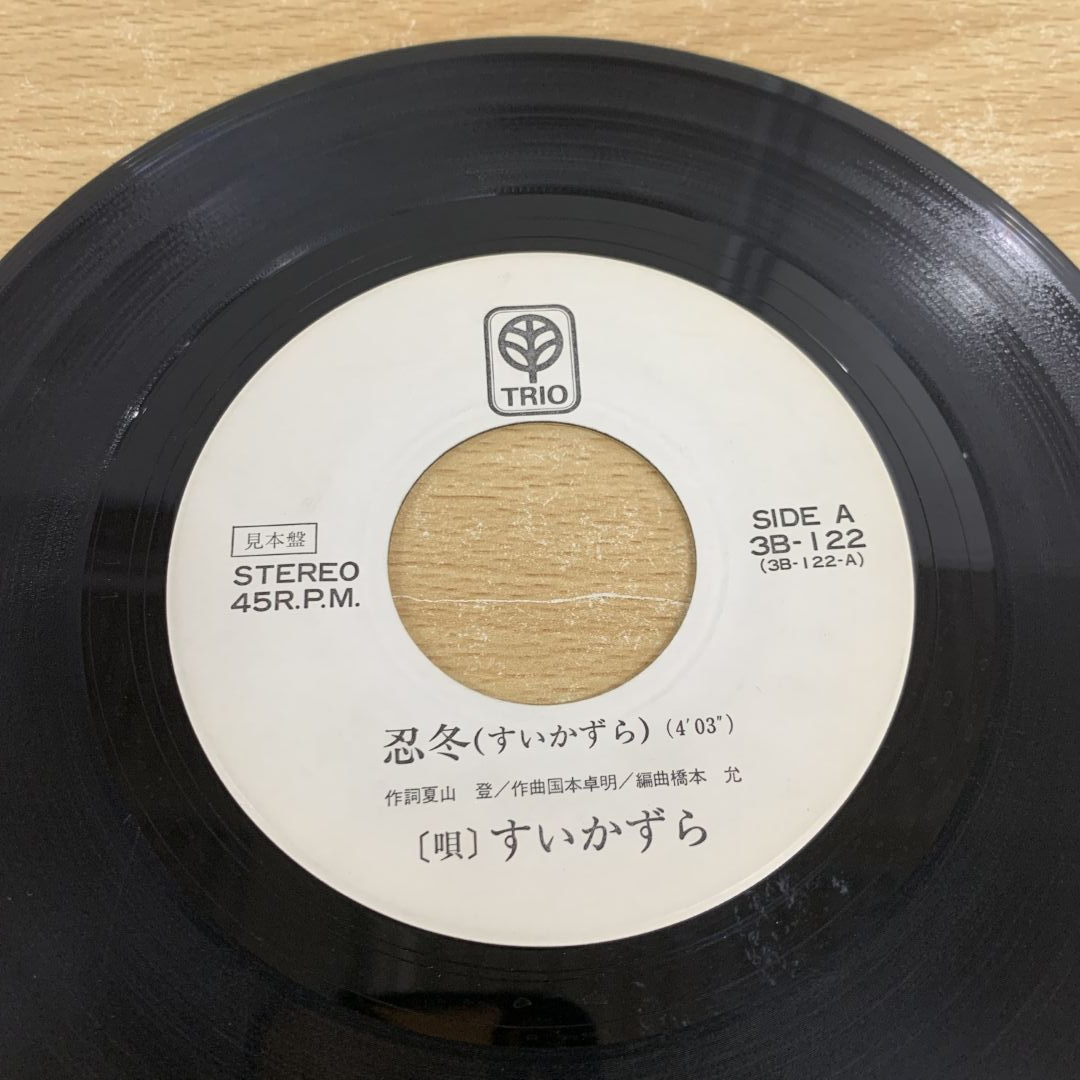 TRIO
見本盤
STEREO
45R.P.M.
SIDE A
3B-122
(3B-122-A)
忍冬(すいかずら)(4'03")
作詞夏山 登/作曲国本卓明/編曲橋本 允
〔唄〕すいかずら